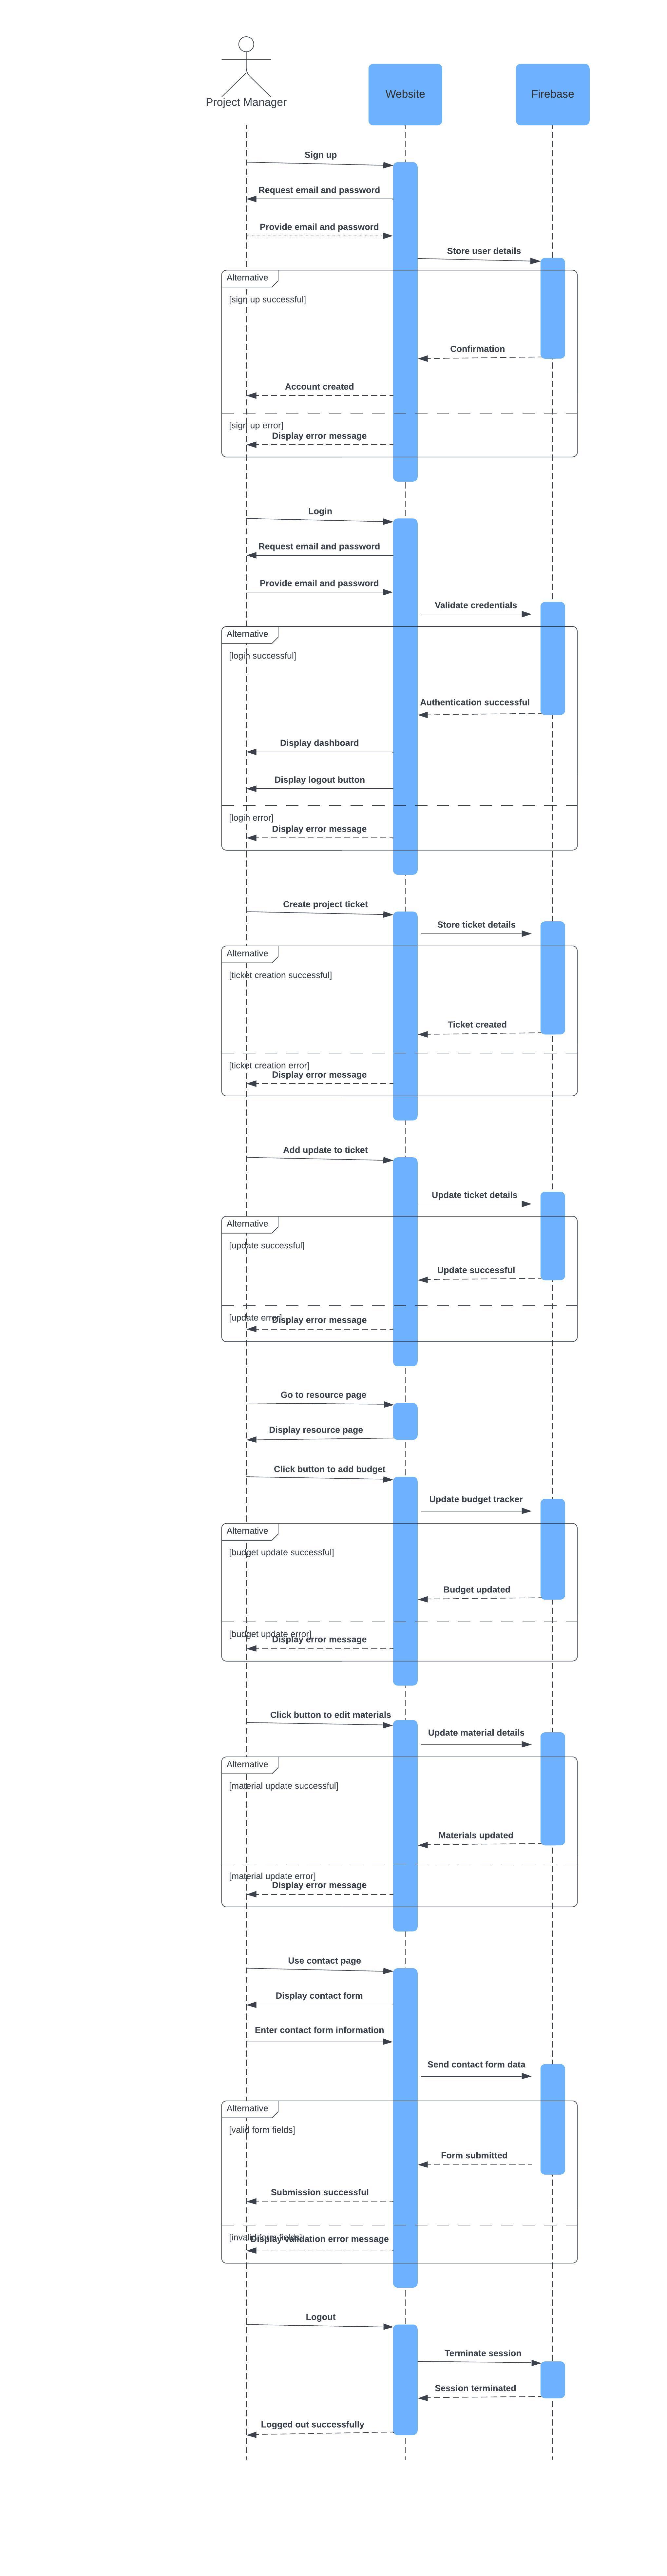 Project Manager
Website
Firebase
Sign up
Request email and password
Provide email and password
Store user details
Alternative
[sign up successful]
Confirmation
Account created
[sign up error]
Display error message
Login
Request email and password
Provide email and password
Validate credentials
Alternative
[login successful]
Authentication successful
Display dashboard
Display logout button
[login error]
Display error message
Create project ticket
Store ticket details
Alternative
[ticket creation successful]
Ticket created
[ticket creation error]
Display error message
Add update to ticket
Update ticket details
Alternative
[update successful]
Update successful
[update error]
Display error message
Go to resource page
Display resource page
Click button to add budget
Update budget tracker
Alternative
[budget update successful]
Budget updated
[budget update error]
Display error message
Click button to edit materials
Update material details
Alternative
[material update successful]
Materials updated
[material update error]
Display error message
Use contact page
Display contact form
Enter contact form information
Send contact form data
Alternative
[valid form fields]
Form submitted
Submission successful
[invalid form fields]
Display validation error message
Logout
Terminate session
Session terminated
Logged out successfully